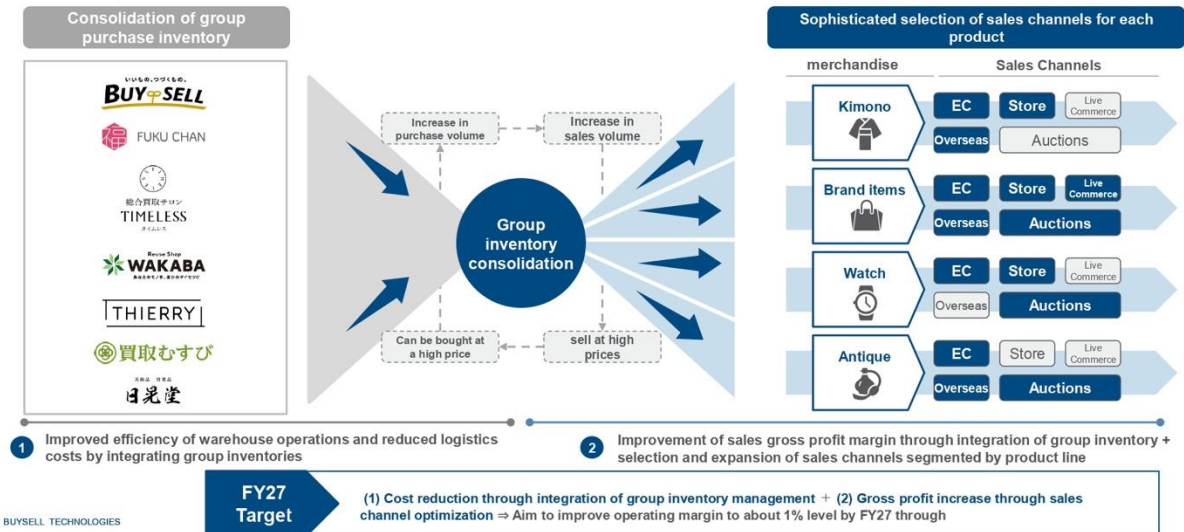 Consolidation of group
purchase inventory
いいもの、つづくもの。
BUY SELL
福
FUKU CHAN
総合買取サロン
TIMELESS
タイムレス
Reuse Shop
WAKABA
THIERRY
買取むすび
美術品 骨董品
日晃堂
Increase in
purchase volume
Increase in
sales volume
Group
inventory
consolidation
Can be bought at
a high price
sell at high
prices
Sophisticated selection of sales channels for each
product
merchandise
Sales Channels
Kimono
EC
Store
Live
Commerce
Overseas
Auctions
Brand items
EC
Store
Live
Commerce
Overseas
Auctions
Watch
EC
Store
Live
Commerce
Overseas
Auctions
Antique
EC
Store
Live
Commerce
Overseas
Auctions
1
Improved efficiency of warehouse operations and reduced logistics
costs by integrating group inventories
2
Improvement of sales gross profit margin through integration of group inventory +
selection and expansion of sales channels segmented by product line
FY27
Target
(1) Cost reduction through integration of group inventory management + (2) Gross profit increase through sales
channel optimization ⇒ Aim to improve operating margin to about 1% level by FY27 through
BUYSELL TECHNOLOGIES